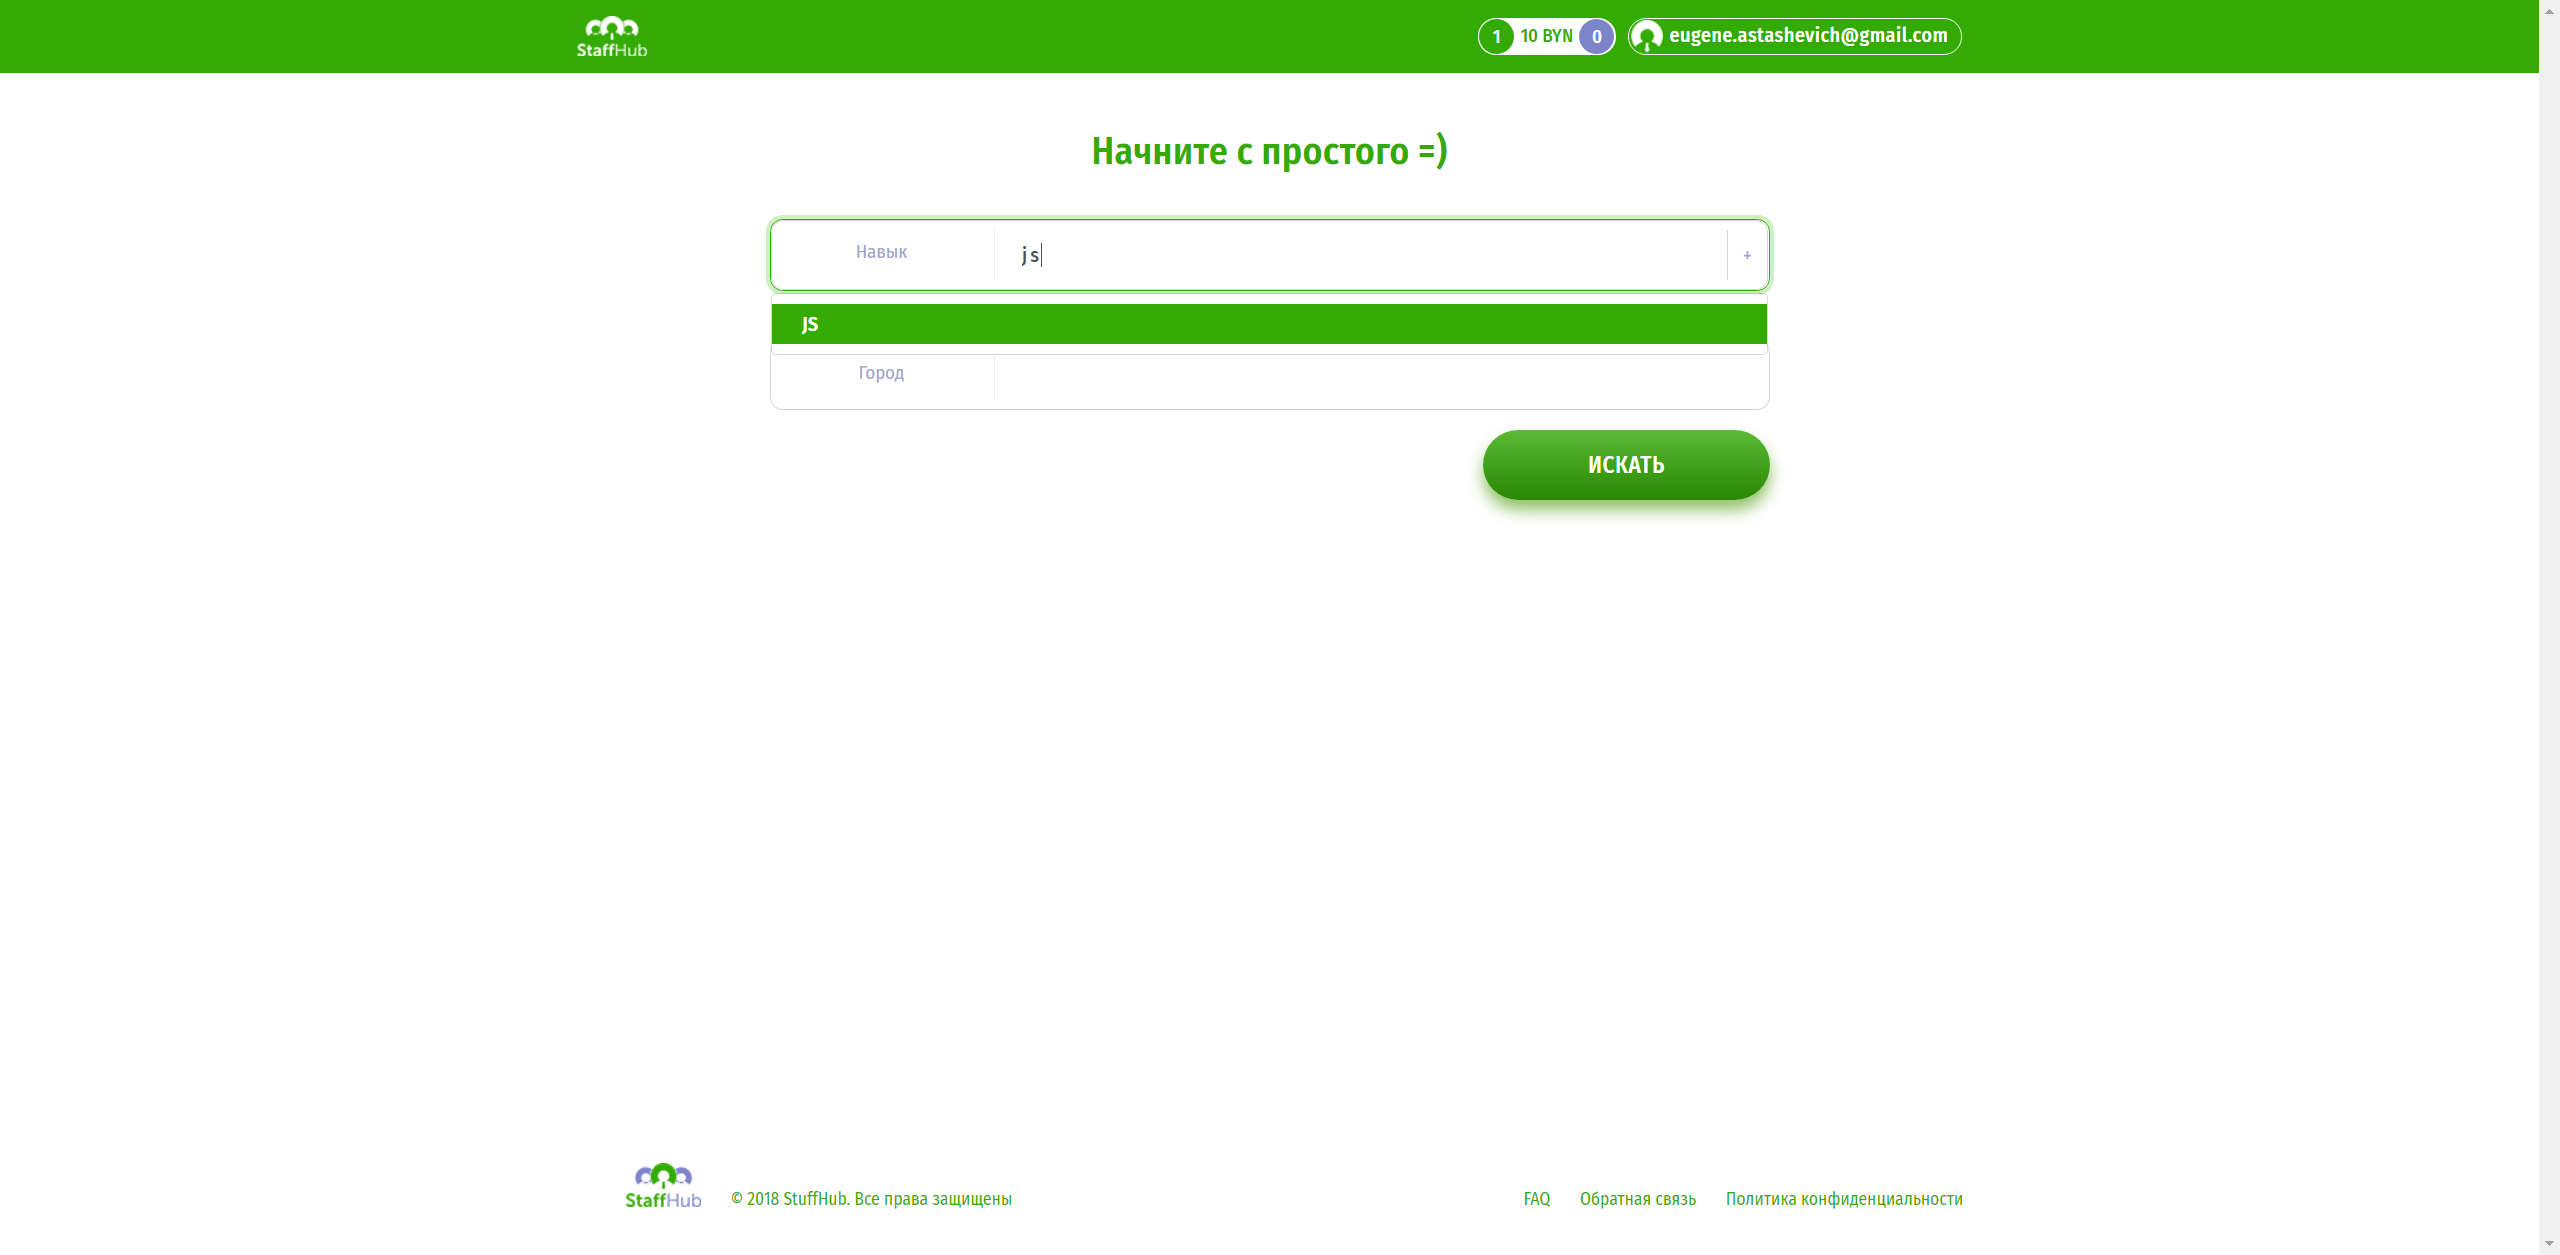 StaffHub
1 10 BYN 0 eugene.astashevich@gmail.com
Начните с простого =)
Навык js +
JS
Город
ИСКАТЬ
StaffHub © 2018 StuffHub. Все права защищены FAQ Обратная связь Политика конфиденциальности